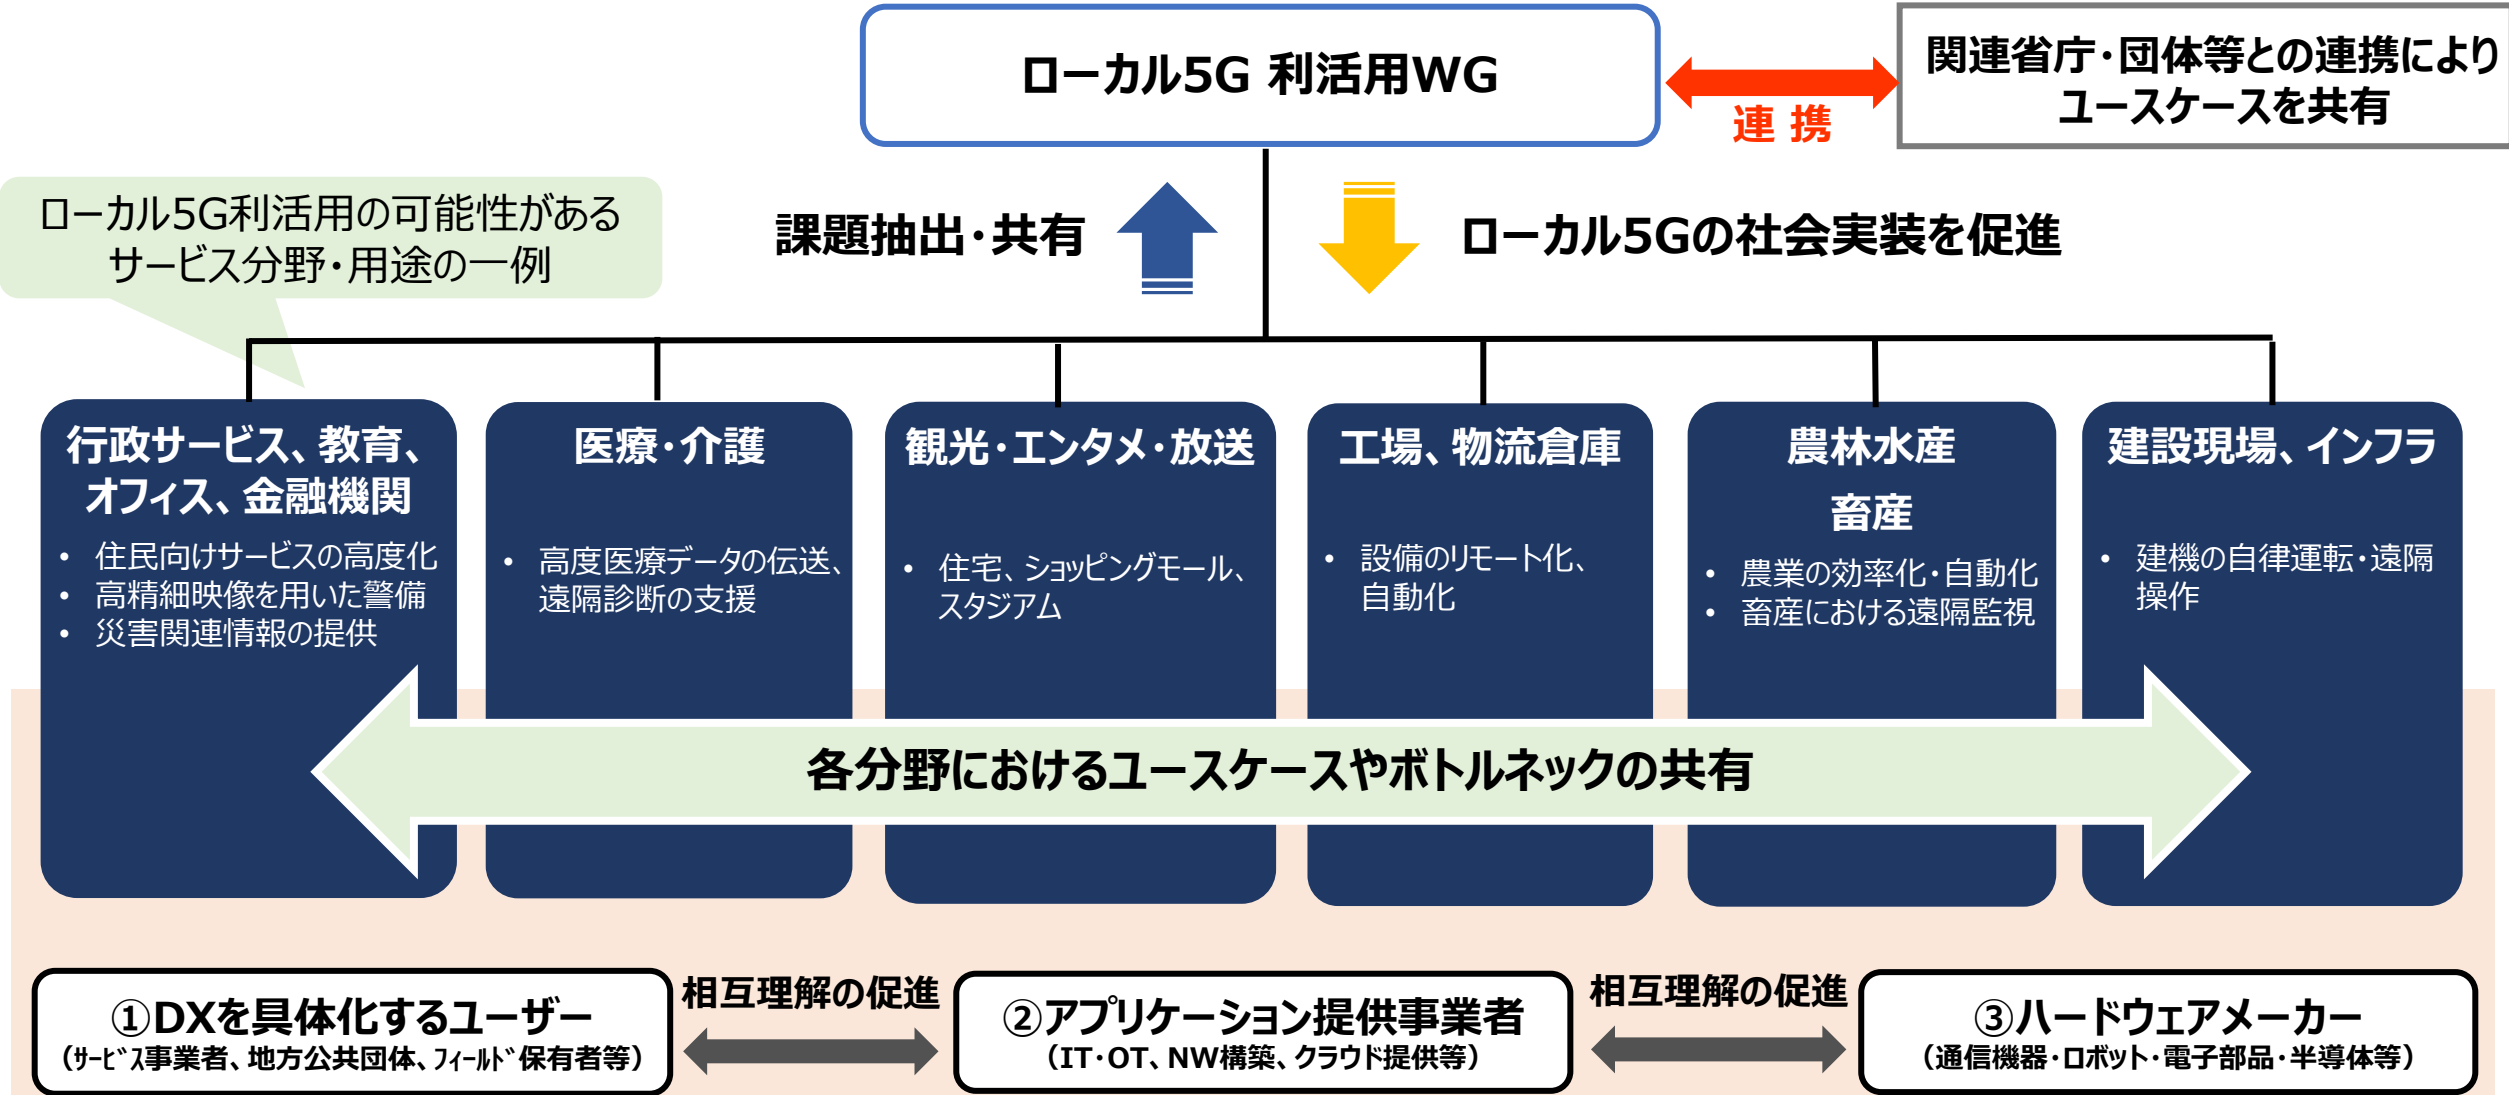 ローカル5G 利活用WG
連 携
関連省庁・団体等との連携により
ユースケースを共有
ローカル5G利活用の可能性がある
サービス分野・用途の一例
課題抽出・共有
ローカル5Gの社会実装を促進
行政サービス、教育、
オフィス、金融機関
• 住民向けサービスの高度化
• 高精細映像を用いた警備
• 災害関連情報の提供
医療・介護
• 高度医療データの伝送、
遠隔診断の支援
観光・エンタメ・放送
• 住宅、ショッピングモール、
スタジアム
工場、物流倉庫
• 設備のリモート化、
自動化
農林水産
畜産
• 農業の効率化・自動化
• 畜産における遠隔監視
建設現場、インフラ
• 建機の自律運転・遠隔
操作
各分野におけるユースケースやボトルネックの共有
①DXを具体化するユーザー
（ｻｰﾋﾞｽ事業者、地方公共団体、ﾌｨｰﾙﾄﾞ保有者等）
相互理解の促進
②アプリケーション提供事業者
（IT・OT、NW構築、クラウド提供等）
相互理解の促進
③ハードウェアメーカー
（通信機器・ロボット・電子部品・半導体等）